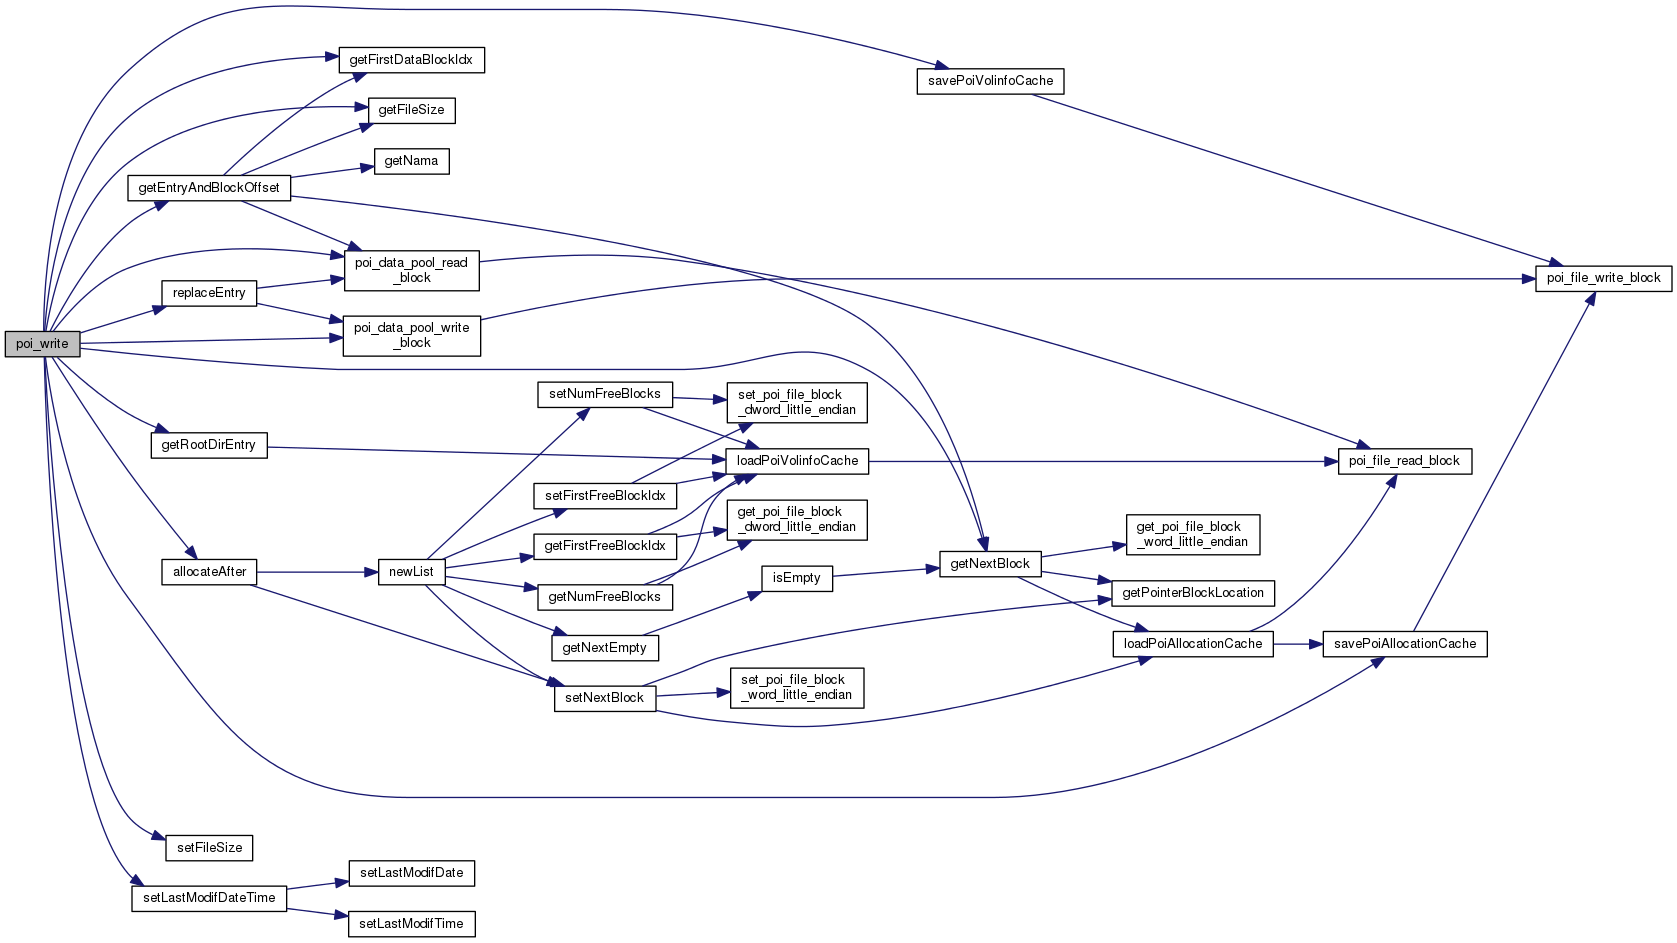 poi_write
getFirstDataBlockIdx
getFileSize
getNama
getEntryAndBlockOffset
poi_data_pool_read
_block
replaceEntry
poi_data_pool_write
_block
getRootDirEntry
allocateAfter
newList
setNumFreeBlocks
setFirstFreeBlockIdx
getFirstFreeBlockIdx
getNumFreeBlocks
getNextEmpty
setNextBlock
set_poi_file_block
_dword_little_endian
loadPoiVolinfoCache
get_poi_file_block
_dword_little_endian
isEmpty
set_poi_file_block
_word_little_endian
savePoiVolinfoCache
getNextBlock
get_poi_file_block
_word_little_endian
getPointerBlockLocation
loadPoiAllocationCache
poi_file_write_block
poi_file_read_block
savePoiAllocationCache
setFileSize
setLastModifDateTime
setLastModifDate
setLastModifTime